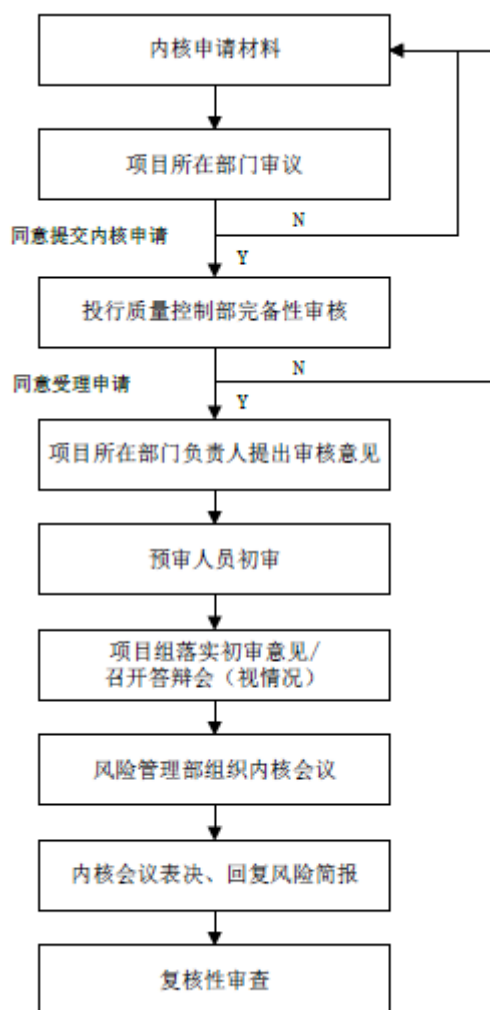 内核申请材料
项目所在部门审议
N
同意提交内核申请
Y
投行质量控制部完备性审核
N
同意受理申请
Y
项目所在部门负责人提出审核意见
预审人员初审
项目组落实初审意见/
召开答辩会（视情况）
风险管理部组织内核会议
内核会议表决、回复风险简报
复核性审查